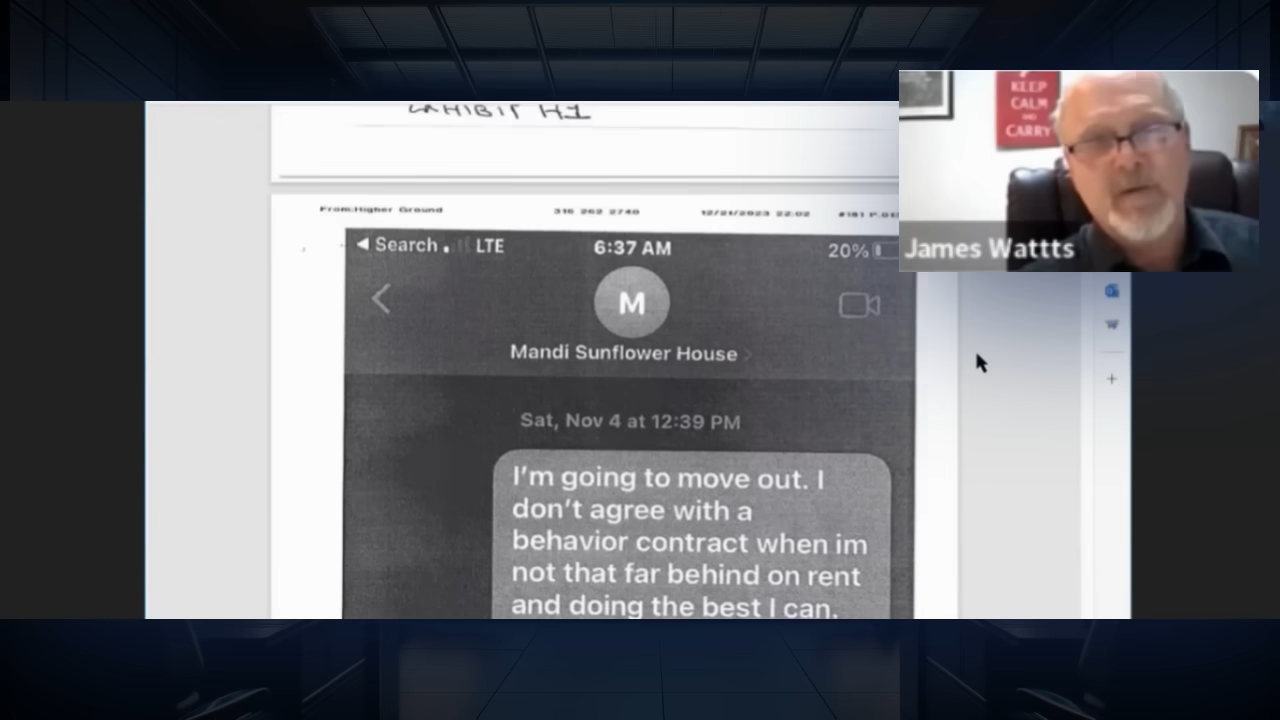 EXHIBIT H1
From:Higher Ground 316 262 2740 12/21/2023 22:02 #181
Search LTE 6:37 AM 20%
M
Mandi Sunflower House
Sat, Nov 4 at 12:39 PM
I'm going to move out. I
don't agree with a
behavior contract when im
not that far behind on rent
and doing the best I can.
KEEP
CALM
AND
CARRY
James Wattts